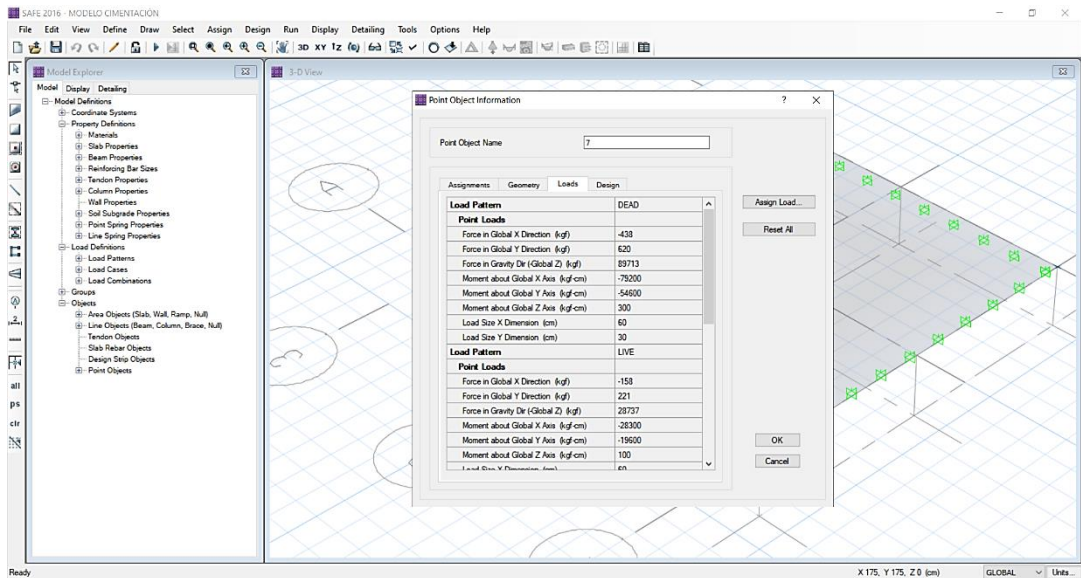 SAFE 2016 - MODELO CIMENTACIÓN
File Edit View Define Draw Select Assign Design Run Display Detailing Tools Options Help
3D XY
Model Explorer
Model Display Detailing
Model Definitions
Coordinate Systems
Property Definitions
Materials
Slab Properties
Beam Properties
Reinforcing Bar Sizes
Tendon Properties
Column Properties
Wall Properties
Soil Subgrade Properties
Point Spring Properties
Line Spring Properties
Load Definitions
Load Patterns
Load Cases
Load Combinations
Groups
Objects
Area Objects (Slab, Wall, Ramp, Null)
Line Objects (Beam, Column, Brace, Null)
Tendon Objects
Slab Rebar Objects
Design Strip Objects
Point Objects
all
ps
clr
3-D View
A
3
Point Object Information ? X
Point Object Name 7
Assignments Geometry Loads Design
Load Pattern DEAD
Point Loads
Force in Global X Direction (kgf) -438
Force in Global Y Direction (kgf) 620
Force in Gravity Dir (-Global Z) (kgf) 89713
Moment about Global X Axis (kgf-cm) -79200
Moment about Global Y Axis (kgf-cm) -54600
Moment about Global Z Axis (kgf-cm) 300
Load Size X Dimension (cm) 60
Load Size Y Dimension (cm) 30
Load Pattern LIVE
Point Loads
Force in Global X Direction (kgf) -158
Force in Global Y Direction (kgf) 221
Force in Gravity Dir (-Global Z) (kgf) 28737
Moment about Global X Axis (kgf-cm) -28300
Moment about Global Y Axis (kgf-cm) -19600
Moment about Global Z Axis (kgf-cm) 100
Load Size X Dimension (cm) 60
Assign Load...
Reset All
OK
Cancel
Ready
X 175, Y 175, Z 0 (cm) GLOBAL Units...